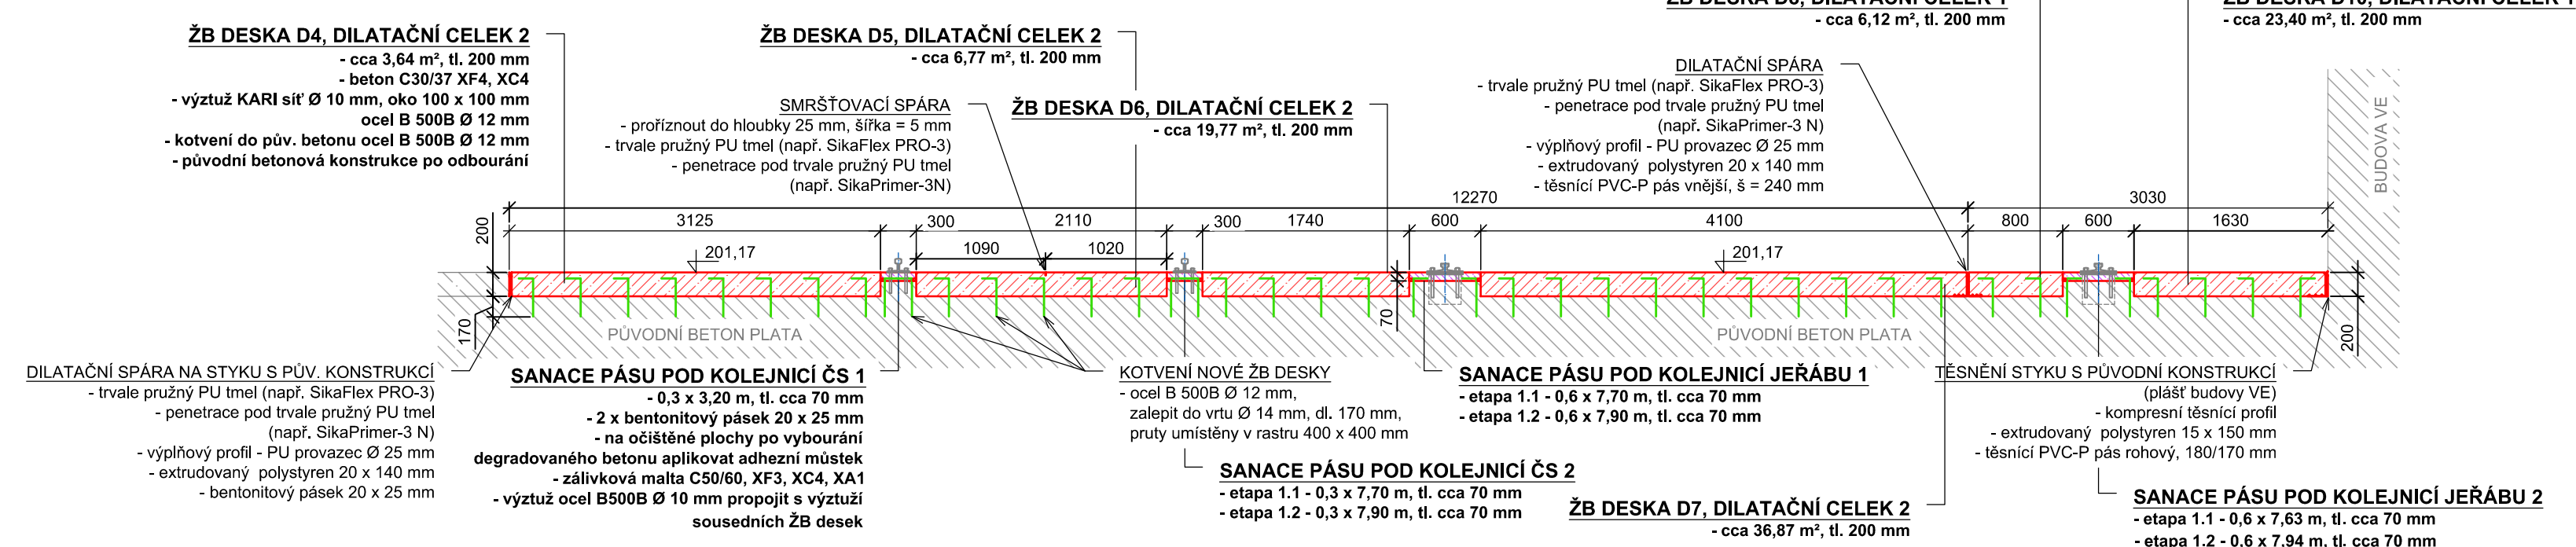 ŽB DESKA D4, DILATAČNÍ CELEK 2
- cca 3,64 m², tl. 200 mm
- beton C30/37 XF4, XC4
- výztuž KARI síť Ø 10 mm, oko 100 x 100 mm
ocel B 500B Ø 12 mm
- kotvení do pův. betonu ocel B 500B Ø 12 mm
- původní betonová konstrukce po odbourání
ŽB DESKA D5, DILATAČNÍ CELEK 2
- cca 6,77 m², tl. 200 mm
SMRŠŤOVACÍ SPÁRA
- proříznout do hloubky 25 mm, šířka = 5 mm
- trvale pružný PU tmel (např. SikaFlex PRO-3)
- penetrace pod trvale pružný PU tmel
(např. SikaPrimer-3N)
ŽB DESKA D6, DILATAČNÍ CELEK 2
- cca 19,77 m², tl. 200 mm
- cca 6,12 m², tl. 200 mm
- cca 23,40 m², tl. 200 mm
DILATAČNÍ SPÁRA
- trvale pružný PU tmel (např. SikaFlex PRO-3)
- penetrace pod trvale pružný PU tmel
(např. SikaPrimer-3 N)
- výplňový profil - PU provazec Ø 25 mm
- extrudovaný polystyren 20 x 140 mm
- těsnící PVC-P pás vnější, š = 240 mm
BUDOVA VE
12270
3030
3125
300
2110
300
1740
600
4100
800
600
1630
1090
1020
200
201,17
201,17
170
70
200
PŮVODNÍ BETON PLATA
PŮVODNÍ BETON PLATA
DILATAČNÍ SPÁRA NA STYKU S PŮV. KONSTRUKCÍ
- trvale pružný PU tmel (např. SikaFlex PRO-3)
- penetrace pod trvale pružný PU tmel
(např. SikaPrimer-3 N)
- výplňový profil - PU provazec Ø 25 mm
- extrudovaný polystyren 20 x 140 mm
- bentonitový pásek 20 x 25 mm
SANACE PÁSU POD KOLEJNICÍ ČS 1
- 0,3 x 3,20 m, tl. cca 70 mm
- 2 x bentonitový pásek 20 x 25 mm
- na očištěné plochy po vybourání
degradovaného betonu aplikovat adhezní můstek
- zálivková malta C50/60, XF3, XC4, XA1
- výztuž ocel B500B Ø 10 mm propojit s výztuží
sousedních ŽB desek
KOTVENÍ NOVÉ ŽB DESKY
- ocel B 500B Ø 12 mm,
zalepit do vrtu Ø 14 mm, dl. 170 mm,
pruty umístěny v rastru 400 x 400 mm
SANACE PÁSU POD KOLEJNICÍ ČS 2
- etapa 1.1 - 0,3 x 7,70 m, tl. cca 70 mm
- etapa 1.2 - 0,3 x 7,90 m, tl. cca 70 mm
SANACE PÁSU POD KOLEJNICÍ JEŘÁBU 1
- etapa 1.1 - 0,6 x 7,70 m, tl. cca 70 mm
- etapa 1.2 - 0,6 x 7,90 m, tl. cca 70 mm
ŽB DESKA D7, DILATAČNÍ CELEK 2
- cca 36,87 m², tl. 200 mm
TĚSNĚNÍ STYKU S PŮVODNÍ KONSTRUKCÍ
(plášť budovy VE)
- kompresní těsnící profil
- extrudovaný polystyren 15 x 150 mm
- těsnící PVC-P pás rohový, 180/170 mm
SANACE PÁSU POD KOLEJNICÍ JEŘÁBU 2
- etapa 1.1 - 0,6 x 7,63 m, tl. cca 70 mm
- etapa 1.2 - 0,6 x 7,94 m, tl. cca 70 mm